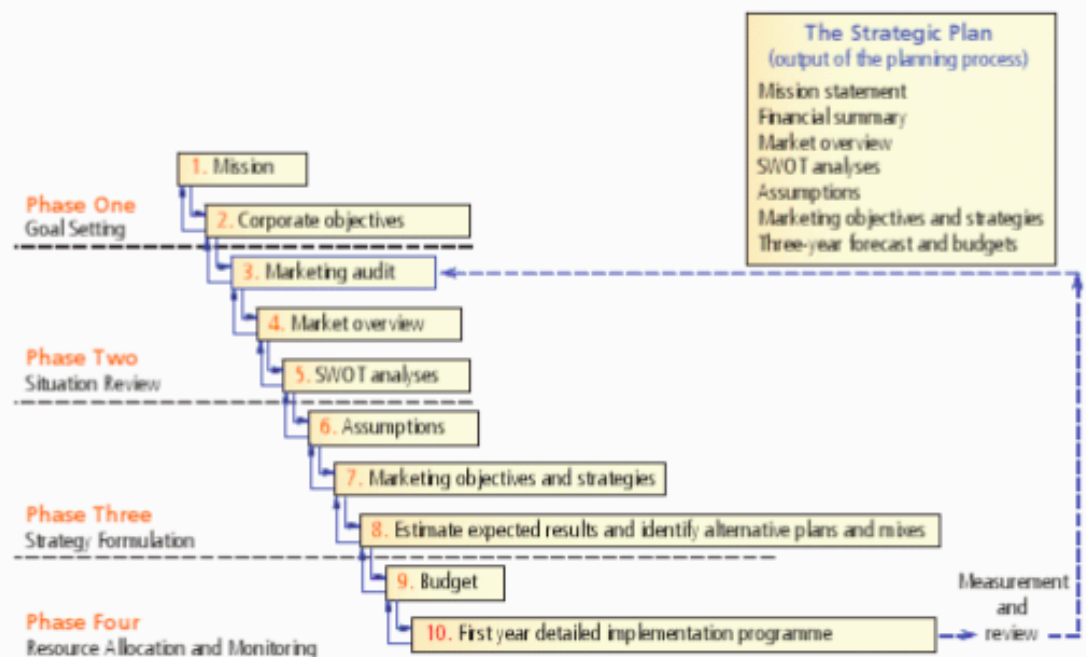 The Strategic Plan
(output of the planning process)
Mission statement
Financial summary
Market overview
SWOT analyses
Assumptions
Marketing objectives and strategies
Three-year forecast and budgets
1. Mission
Phase One
Goal Setting
2. Corporate objectives
3. Marketing audit
4. Market overview
Phase Two
Situation Review
5. SWOT analyses
6. Assumptions
7. Marketing objectives and strategies
Phase Three
Strategy Formulation
8. Estimate expected results and identify alternative plans and mixes
9. Budget
Measurement
and
review
Phase Four
Resource Allocation and Monitoring
10. First year detailed implementation programme